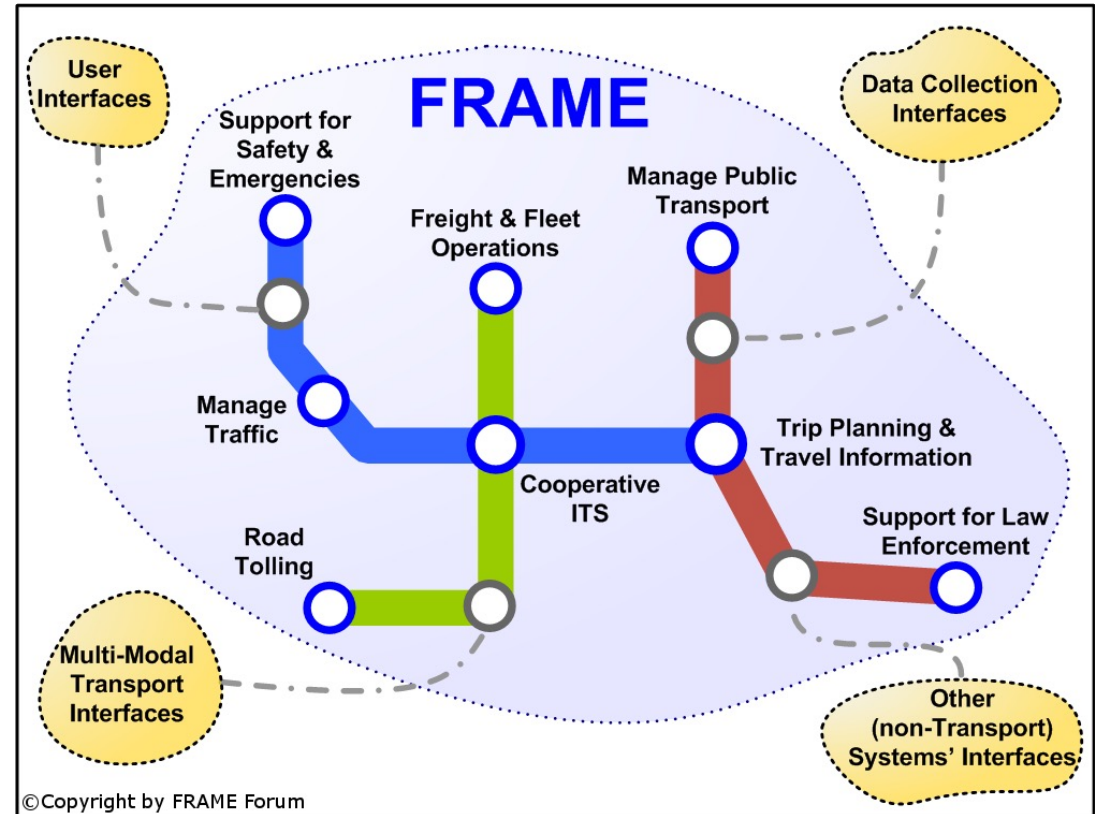 User
Interfaces
Data Collection
Interfaces
FRAME
Support for
Safety &
Emergencies
Manage Public
Transport
Freight & Fleet
Operations
Manage
Traffic
Trip Planning &
Travel Information
Cooperative
ITS
Support for Law
Enforcement
Road
Tolling
Multi-Modal
Transport
Interfaces
Other
(non-Transport)
Systems’ Interfaces
©Copyright by FRAME Forum